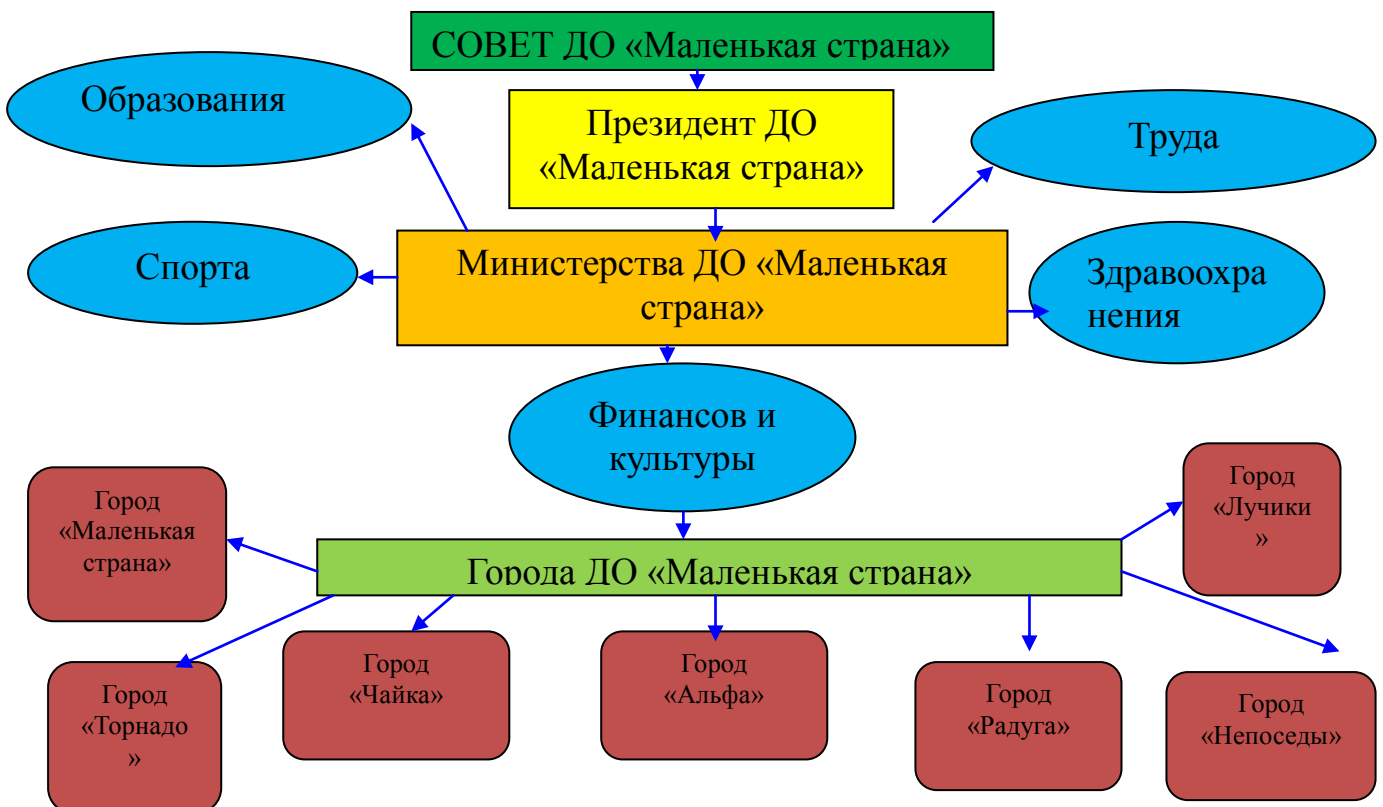 СОВЕТ ДО «Маленькая страна»
Образования
Президент ДО
«Маленькая страна»
Труда
Спорта
Министерства ДО «Маленькая
страна»
Здравоохра
нения
Финансов и
культуры
Город
«Маленькая
страна»
Город
«Лучики
»
Города ДО «Маленькая страна»
Город
«Торнадо
»
Город
«Чайка»
Город
«Альфа»
Город
«Радуга»
Город
«Непоседы»